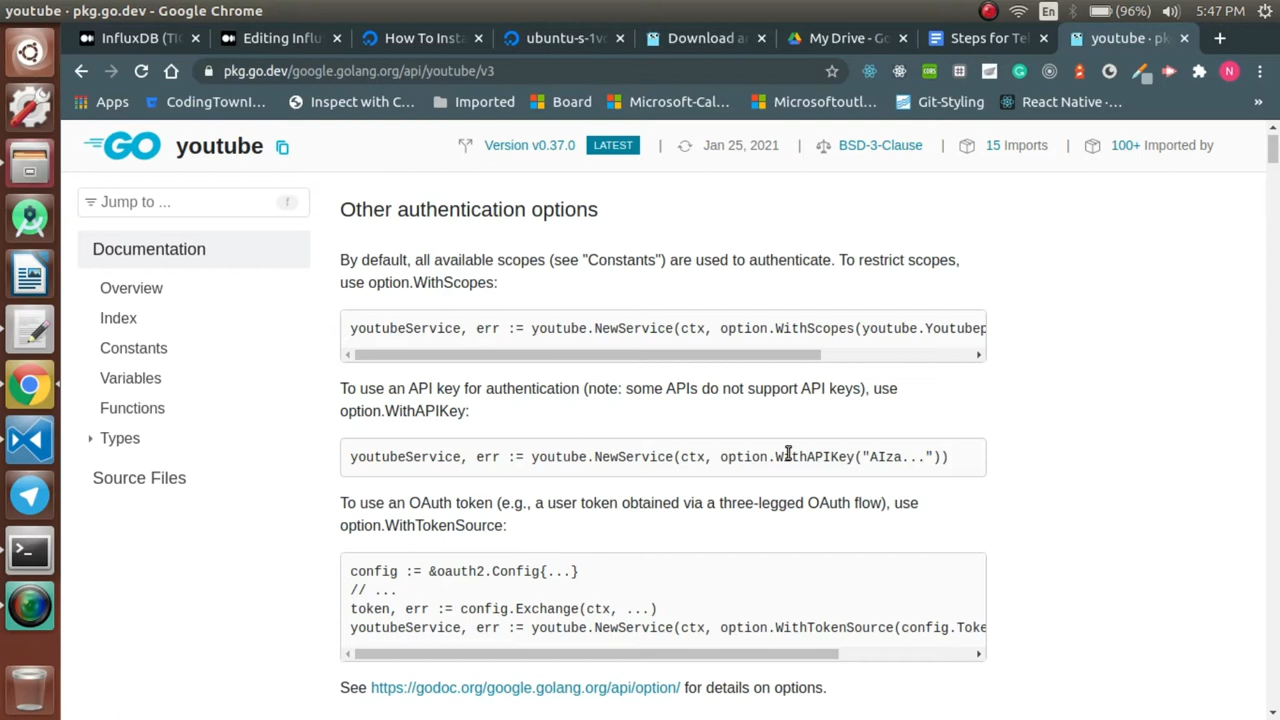 youtube · pkg.go.dev - Google Chrome
En
(96%)
5:47 PM
InfluxDB (TIC
Editing Influ
How To Insta
ubuntu-s-1vc
Download an
My Drive - Go
Steps for Tel
youtube · pk
pkg.go.dev/google.golang.org/api/youtube/v3
N
Apps
CodingTownI...
Inspect with C...
Imported
Board
Microsoft-Cal...
Microsoftoutl...
Git-Styling
React Native ·...
»
GO
youtube
Version v0.37.0
LATEST
| Jan 25, 2021
| BSD-3-Clause
| 15 Imports
| 100+ Imported by
Jump to ...
f
Documentation
Overview
Index
Constants
Variables
Functions
Types
Source Files
Other authentication options
By default, all available scopes (see "Constants") are used to authenticate. To restrict scopes,
use option.WithScopes:
youtubeService, err := youtube.NewService(ctx, option.WithScopes(youtube.Youtubep
To use an API key for authentication (note: some APIs do not support API keys), use
option.WithAPIKey:
youtubeService, err := youtube.NewService(ctx, option.WithAPIKey("AIza..."))
To use an OAuth token (e.g., a user token obtained via a three-legged OAuth flow), use
option.WithTokenSource:
config := &oauth2.Config{...}
// ...
token, err := config.Exchange(ctx, ...)
youtubeService, err := youtube.NewService(ctx, option.WithTokenSource(config.Toke
See https://godoc.org/google.golang.org/api/option/ for details on options.